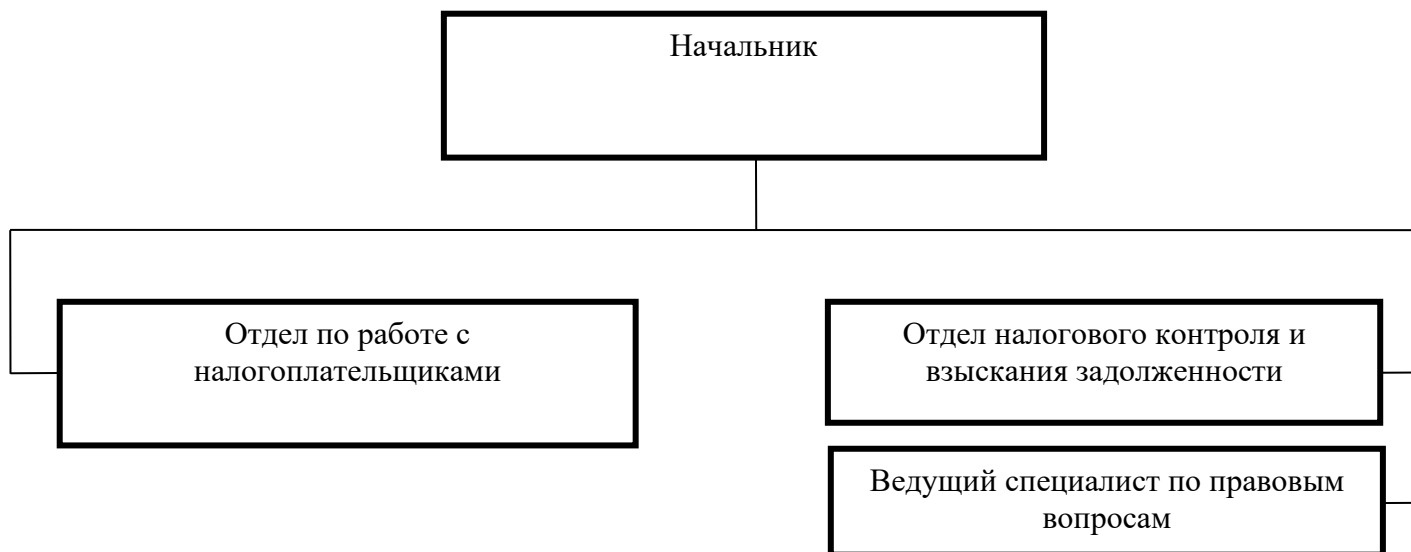 Начальник
Отдел по работе с
налогоплательщиками
Отдел налогового контроля и
взыскания задолженности
Ведущий специалист по правовым
вопросам